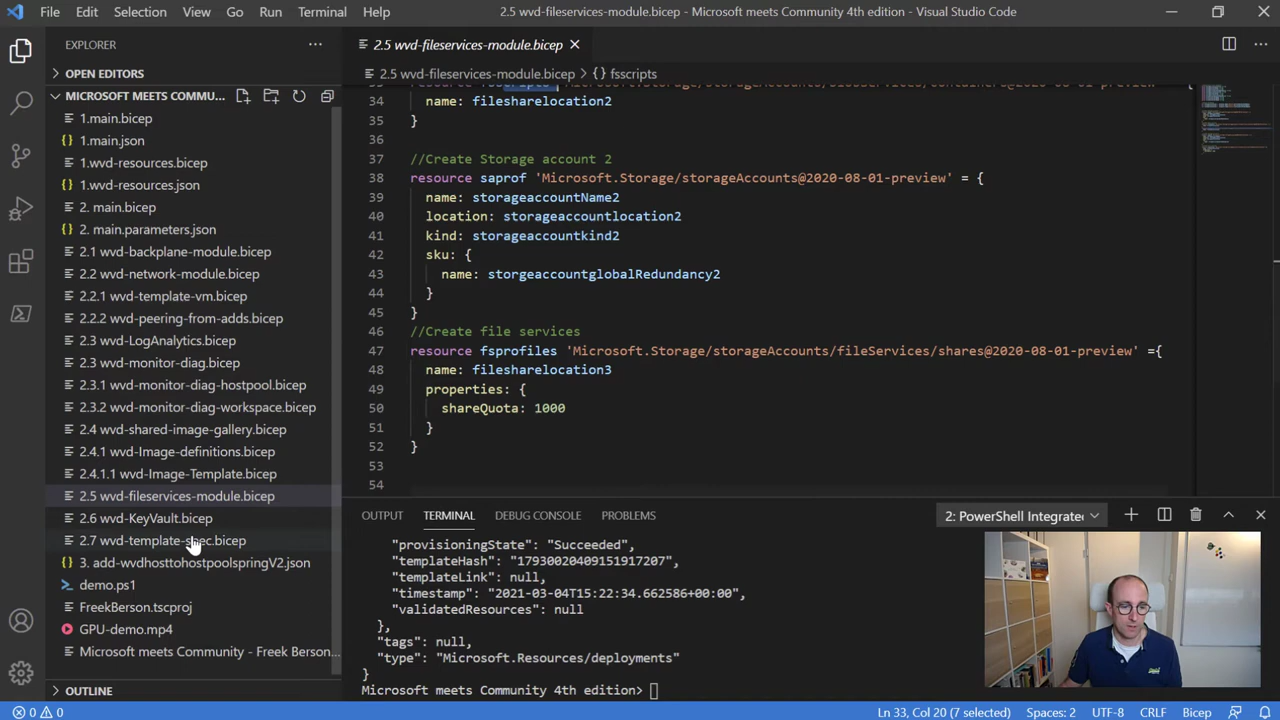 File Edit Selection View Go Run Terminal Help 2.5 wvd-fileservices-module.bicep - Microsoft meets Community 4th edition - Visual Studio Code
EXPLORER
OPEN EDITORS
MICROSOFT MEETS COMMU...
1.main.bicep
1.main.json
1.wvd-resources.bicep
1.wvd-resources.json
2. main.bicep
2. main.parameters.json
2.1 wvd-backplane-module.bicep
2.2 wvd-network-module.bicep
2.2.1 wvd-template-vm.bicep
2.2.2 wvd-peering-from-adds.bicep
2.3 wvd-LogAnalytics.bicep
2.3 wvd-monitor-diag.bicep
2.3.1 wvd-monitor-diag-hostpool.bicep
2.3.2 wvd-monitor-diag-workspace.bicep
2.4 wvd-shared-image-gallery.bicep
2.4.1 wvd-Image-definitions.bicep
2.4.1.1 wvd-Image-Template.bicep
2.5 wvd-fileservices-module.bicep
2.6 wvd-KeyVault.bicep
2.7 wvd-template-spec.bicep
3. add-wvdhosttohostpoolspringV2.json
demo.ps1
FreekBerson.tscproj
GPU-demo.mp4
Microsoft meets Community - Freek Berson...
OUTLINE
2.5 wvd-fileservices-module.bicep
2.5 wvd-fileservices-module.bicep > {} fsscripts
34 name: filesharelocation2
35 }
36
37 //Create Storage account 2
38 resource saprof 'Microsoft.Storage/storageAccounts@2020-08-01-preview' = {
39 name: storageaccountName2
40 location: storageaccountlocation2
41 kind: storageaccountkind2
42 sku: {
43 name: storgeaccountglobalRedundancy2
44 }
45 }
46 //Create file services
47 resource fsprofiles 'Microsoft.Storage/storageAccounts/fileServices/shares@2020-08-01-preview' ={
48 name: filesharelocation3
49 properties: {
50 shareQuota: 1000
51 }
52 }
53
54
OUTPUT TERMINAL DEBUG CONSOLE PROBLEMS 2: PowerShell Integrate
"provisioningState": "Succeeded",
"templateHash": "17930020409151917207",
"templateLink": null,
"timestamp": "2021-03-04T15:22:34.662586+00:00",
"validatedResources": null
},
"tags": null,
"type": "Microsoft.Resources/deployments"
}
Microsoft meets Community 4th edition>
0 0 Ln 33, Col 20 (7 selected) Spaces: 2 UTF-8 CRLF Bicep